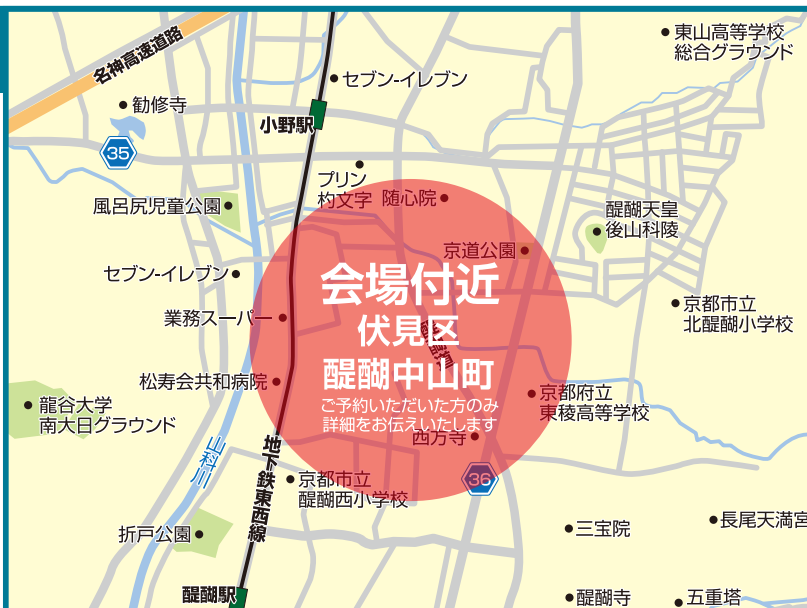 東山高等学校
総合グラウンド
名神高速道路
セブン-イレブン
勧修寺
小野駅
35
プリン
杓文字
随心院
風呂尻児童公園
醍醐天皇
後山科陵
京道公園
セブン-イレブン
会場付近
業務スーパー
伏見区
京都市立
北醍醐小学校
醍醐道
醍醐中山町
松寿会共和病院
ご予約いただいた方のみ
詳細をお伝えいたします
京都府立
東稜高等学校
龍谷大学
南大日グラウンド
西方寺
山科川
地下鉄東西線
36
京都市立
醍醐西小学校
折戸公園
三宝院
長尾天満宮
醍醐駅
醍醐寺
五重塔